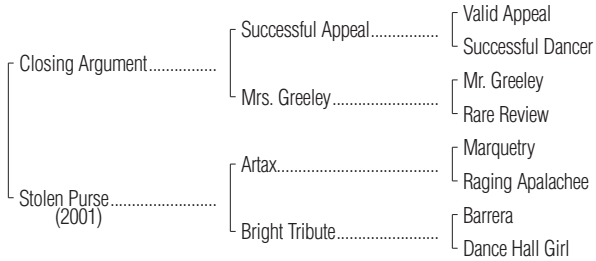 Valid Appeal
Successful Appeal................
Successful Dancer
Closing Argument................
Mr. Greeley
Mrs. Greeley.........................
Rare Review
Marquetry
Artax.......................................
Raging Apalachee
Stolen Purse.........................
(2001)
Barrera
Bright Tribute........................
Dance Hall Girl